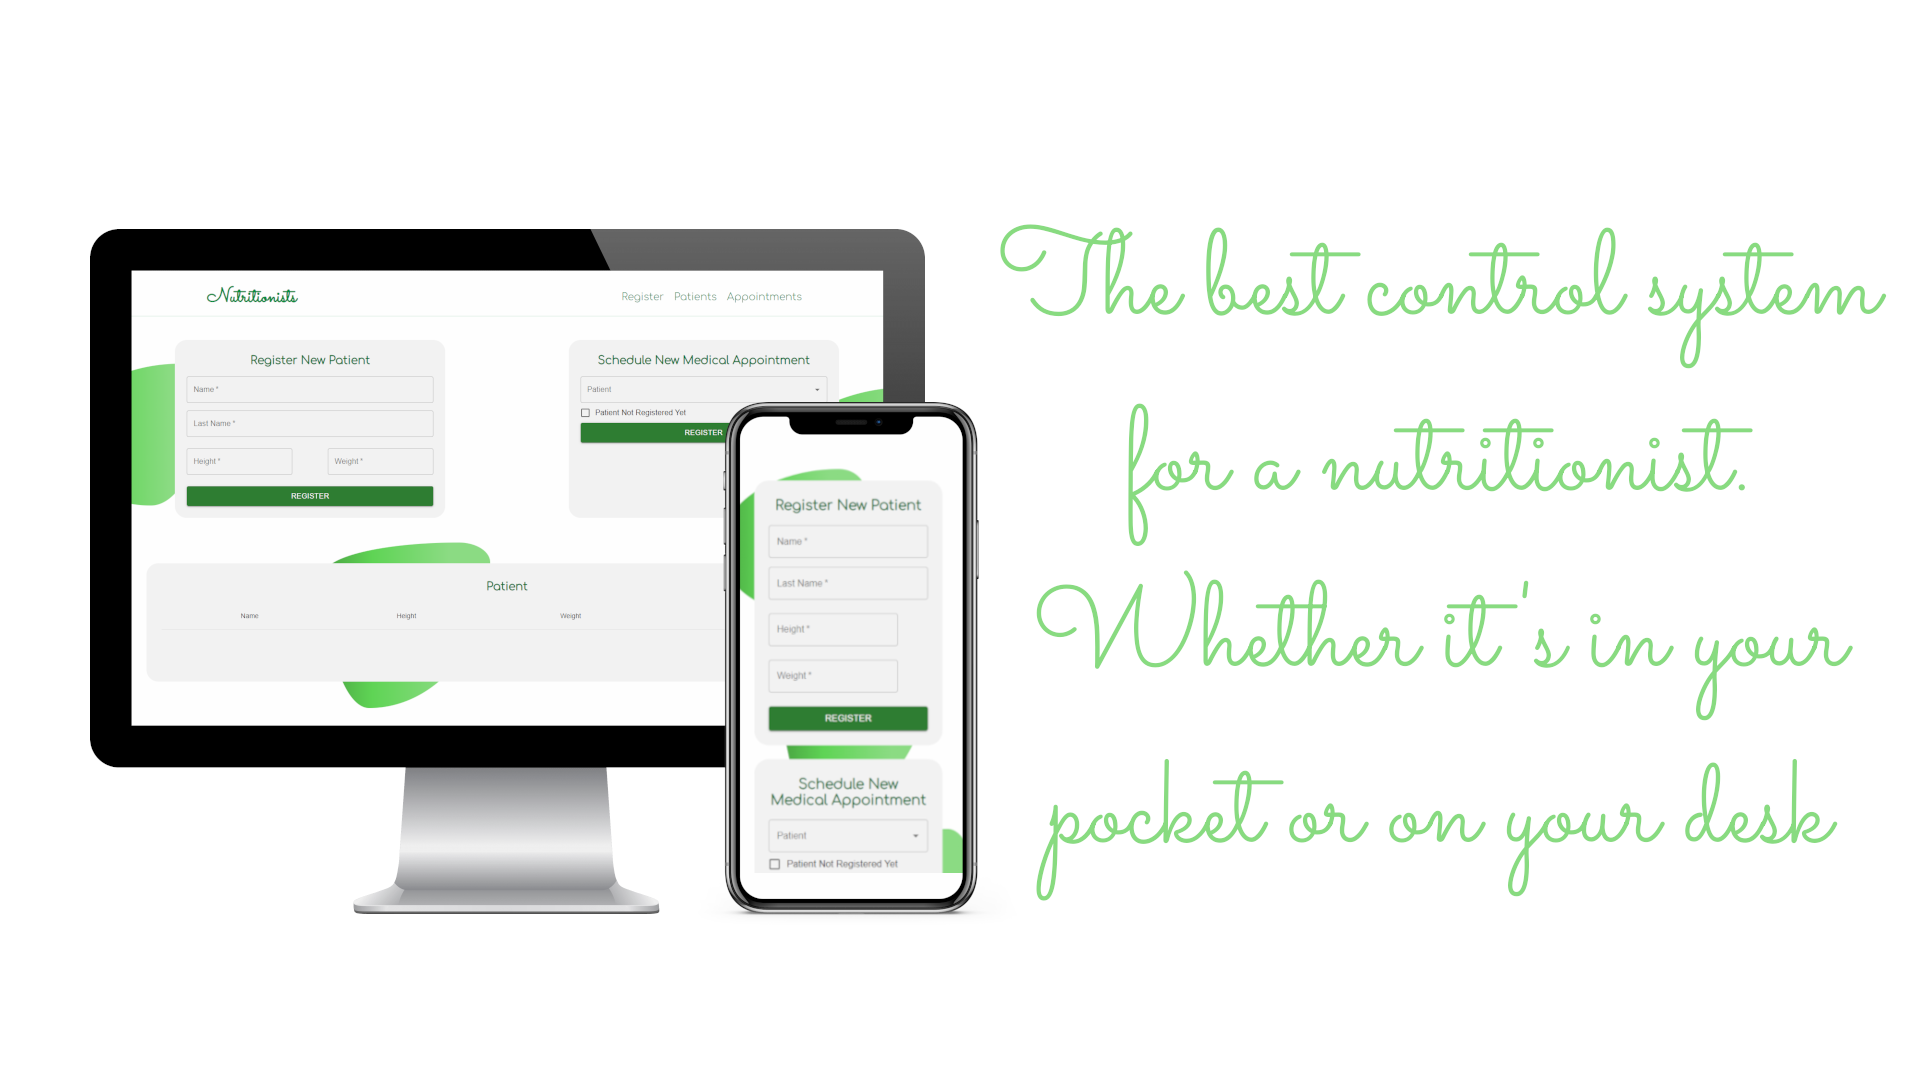 Nutritionists
Register Patients Appointments
Register New Patient
Name *
Last Name *
Height * Weight *
REGISTER
Schedule New Medical Appointment
Patient
Patient Not Registered Yet
REGISTER
Patient
Name Height Weight
Register New Patient
Name *
Last Name *
Height *
Weight *
REGISTER
Schedule New
Medical Appointment
Patient
Patient Not Registered Yet
The best control system
for a nutritionist.
Whether it's in your
pocket or on your desk